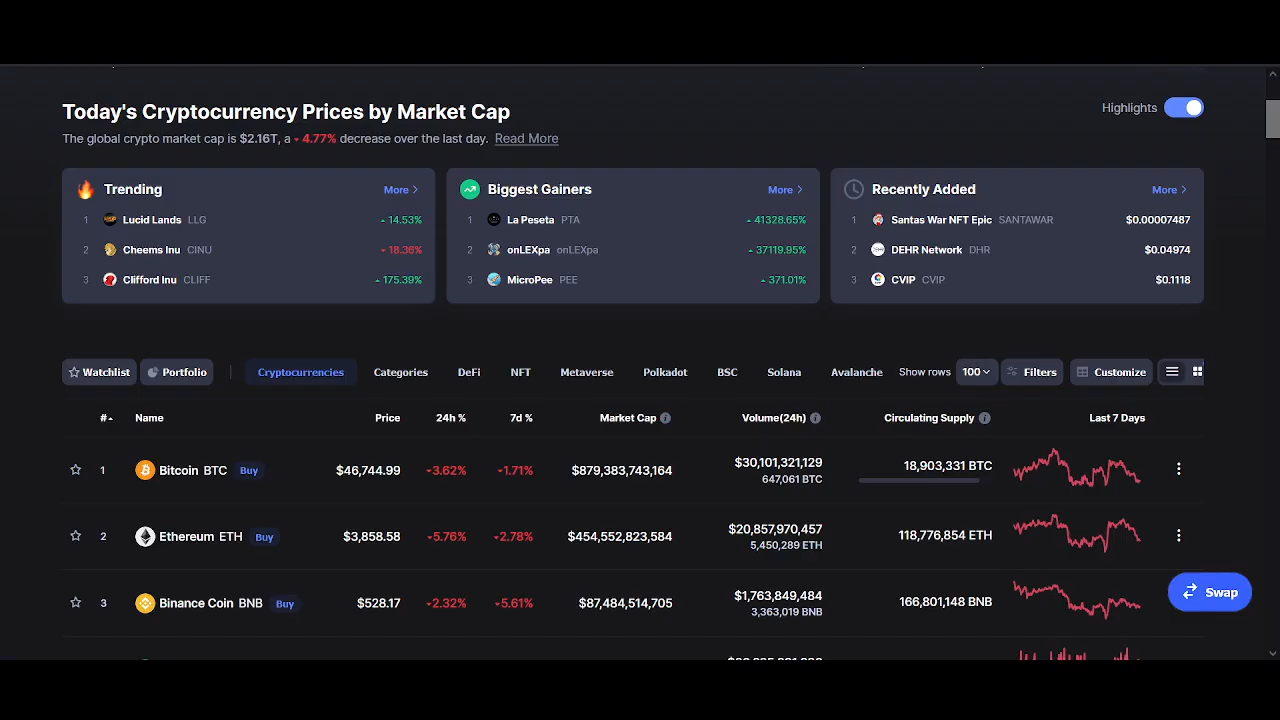 Today's Cryptocurrency Prices by Market Cap
Highlights
The global crypto market cap is $2.16T, a 4.77% decrease over the last day. Read More
Trending More
1 Lucid Lands LLG 14.53%
2 Cheems Inu CINU 18.36%
3 Clifford Inu CLIFF 175.39%
Biggest Gainers More
1 La Peseta PTA 41328.65%
2 onLEXpa onLEXpa 37119.95%
3 MicroPee PEE 371.01%
Recently Added More
1 Santas War NFT Epic SANTAWAR $0.00007487
2 DEHR Network DHR $0.04974
3 CVIP CVIP $0.1118
Watchlist Portfolio Cryptocurrencies Categories DeFi NFT Metaverse Polkadot BSC Solana Avalanche Show rows 100 Filters Customize
# Name Price 24h % 7d % Market Cap Volume(24h) Circulating Supply Last 7 Days
1 Bitcoin BTC Buy $46,744.99 3.62% 1.71% $879,383,743,164 $30,101,321,129 18,903,331 BTC
647,061 BTC
2 Ethereum ETH Buy $3,858.58 5.76% 2.78% $454,552,823,584 $20,857,970,457 118,776,854 ETH
5,450,289 ETH
3 Binance Coin BNB Buy $528.17 2.32% 5.61% $87,484,514,705 $1,763,849,484 166,801,148 BNB
3,363,019 BNB
Swap